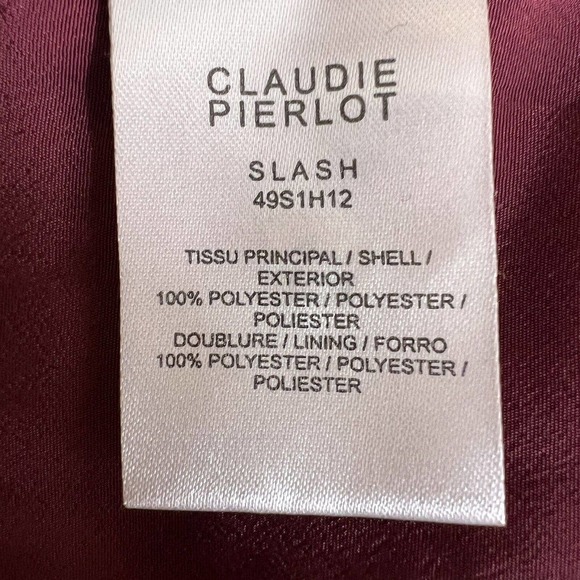 CLAUDIE
PIERLOT
SLASH
49S1H12
TISSU PRINCIPAL / SHELL /
EXTERIOR
100% POLYESTER / POLYESTER /
POLIESTER
DOUBLURE / LINING / FORRO
100% POLYESTER / POLYESTER /
POLIESTER